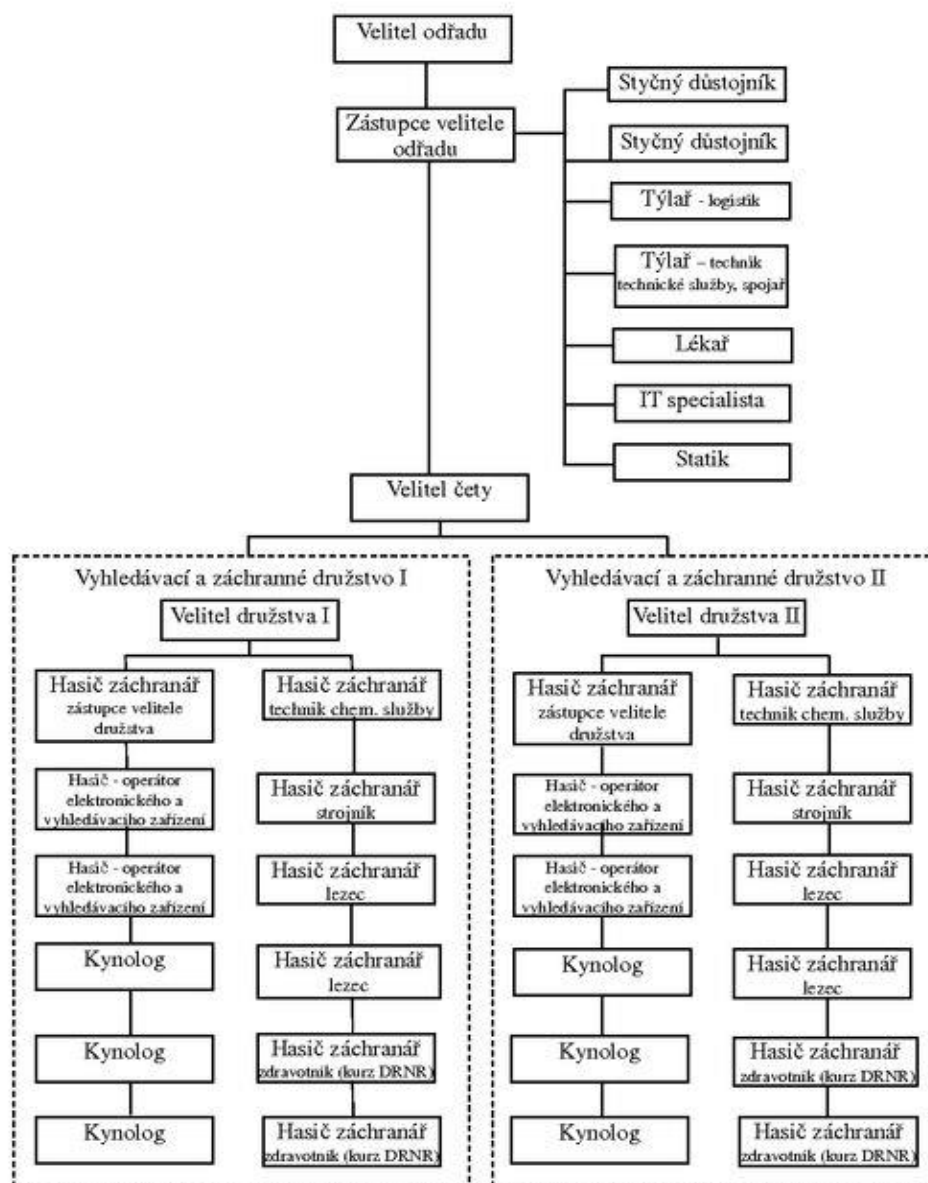 Velitel odřadu
Zástupce velitele
odřadu
Styčný důstojník
Styčný důstojník
Týlař - logistik
Týlař – technik
technické služby, spojař
Lékař
IT specialista
Statik
Velitel čety
Vyhledávací a záchranné družstvo I
Velitel družstva I
Hasič záchranář
zástupce velitele
družstva
Hasič - operátor
elektronického a
vyhledávacího zařízení
Hasič - operátor
elektronického a
vyhledávacího zařízení
Kynolog
Kynolog
Kynolog
Hasič záchranář
technik chem. služby
Hasič záchranář
strojník
Hasič záchranář
lezec
Hasič záchranář
lezec
Hasič záchranář
zdravotník (kurz DRNR)
Hasič záchranář
zdravotník (kurz DRNR)
Vyhledávací a záchranné družstvo II
Velitel družstva II
Hasič záchranář
zástupce velitele
družstva
Hasič - operátor
elektronického a
vyhledávacího zařízení
Hasič - operátor
elektronického a
vyhledávacího zařízení
Kynolog
Kynolog
Kynolog
Hasič záchranář
technik chem. služby
Hasič záchranář
strojník
Hasič záchranář
lezec
Hasič záchranář
lezec
Hasič záchranář
zdravotník (kurz DRNR)
Hasič záchranář
zdravotník (kurz DRNR)